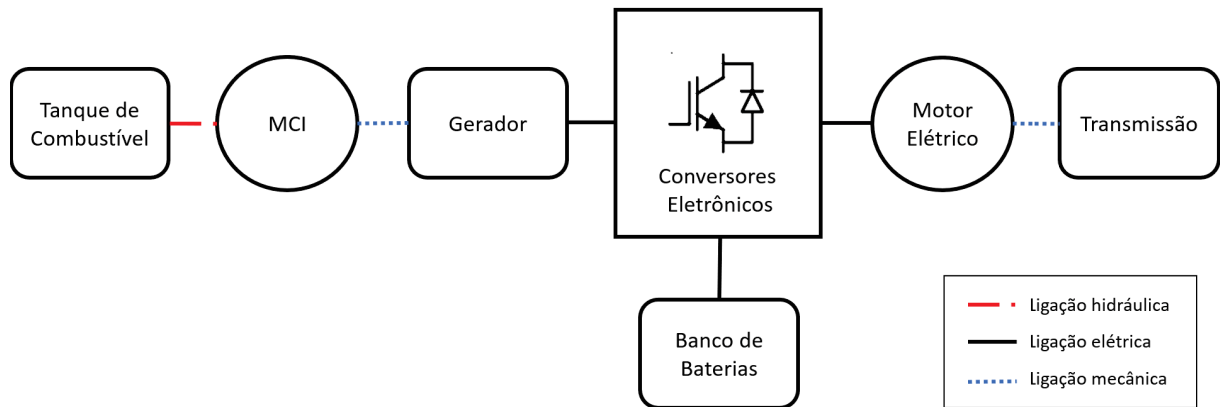 Tanque de
Combustível
MCI
Gerador
Conversores
Eletrônicos
Motor
Elétrico
Transmissão
Banco de
Baterias
Ligação hidráulica
Ligação elétrica
Ligação mecânica